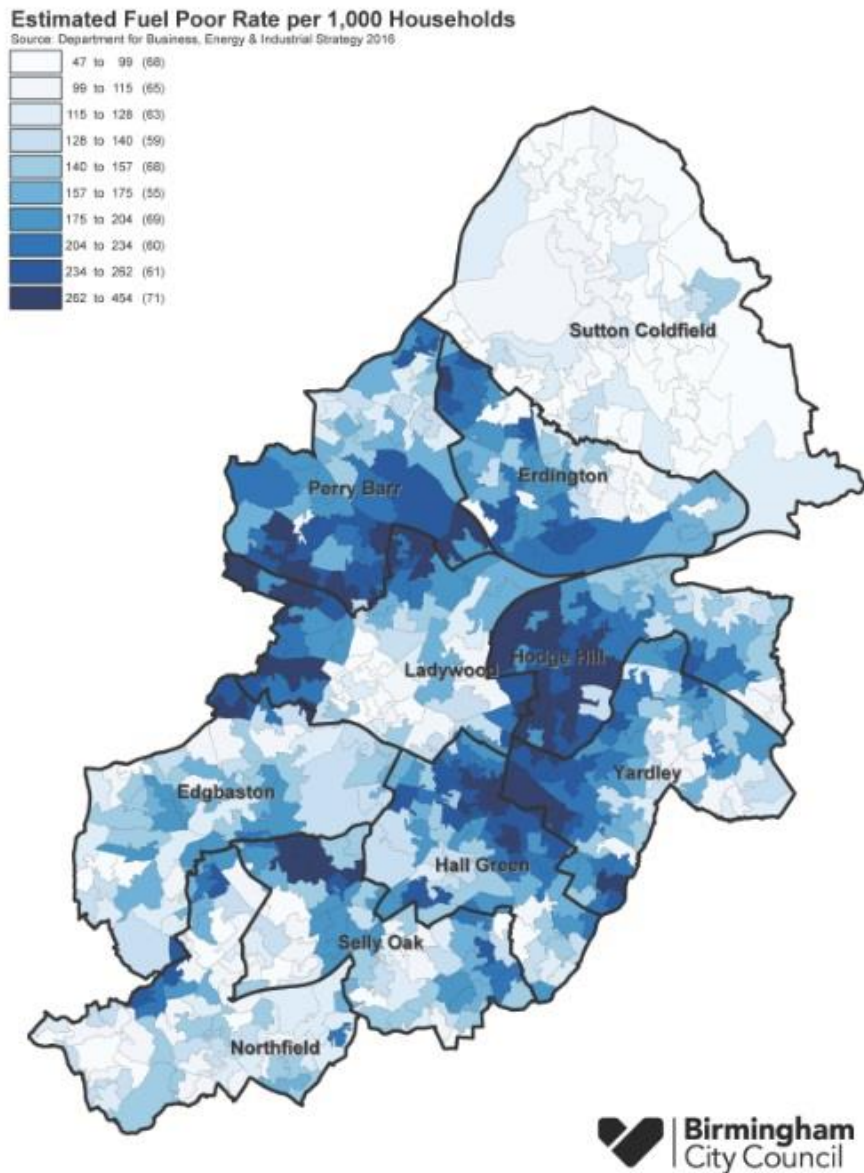 Estimated Fuel Poor Rate per 1,000 Households
Source: Department for Business, Energy & Industrial Strategy 2016
47 to 99 (68)
99 to 115 (65)
115 to 128 (63)
128 to 140 (59)
140 to 157 (68)
157 to 175 (55)
175 to 204 (69)
204 to 234 (60)
234 to 262 (61)
262 to 454 (71)
Sutton Coldfield
Erdington
Perry Barr
Hodge Hill
Ladywood
Yardley
Edgbaston
Hall Green
Selly Oak
Northfield
Birmingham
City Council